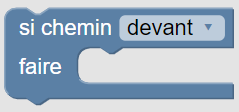 si chemin devant
faire